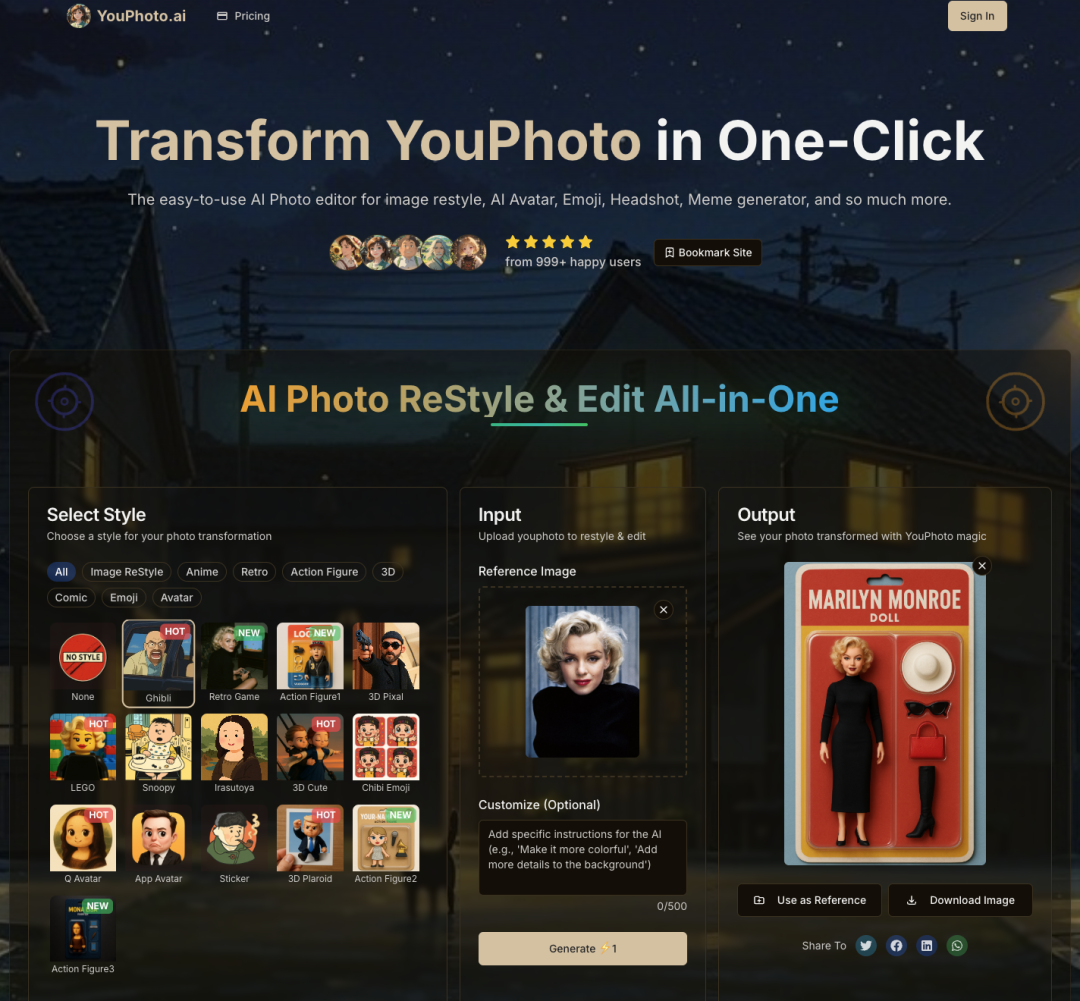 YouPhoto.ai
Pricing
Sign In
Transform YouPhoto in One-Click
The easy-to-use AI Photo editor for image restyle, AI Avatar, Emoji, Headshot, Meme generator, and so much more.
from 999+ happy users
Bookmark Site
AI Photo ReStyle & Edit All-in-One
Select Style
Choose a style for your photo transformation
All
Image ReStyle
Anime
Retro
Action Figure
3D
Comic
Emoji
Avatar
NO STYLE
None
HOT
Ghibli
NEW
Retro Game
NEW
Action Figure1
3D Pixal
HOT
LEGO
Snoopy
Irasutoya
HOT
3D Cute
Chibi Emoji
HOT
Q Avatar
App Avatar
Sticker
HOT
3D Plaroid
NEW
Action Figure2
NEW
Action Figure3
Input
Upload youphoto to restyle & edit
Reference Image
Customize (Optional)
Add specific instructions for the AI
(e.g., 'Make it more colorful', 'Add
more details to the background')
0/500
Generate ⚡ 1
Output
See your photo transformed with YouPhoto magic
MARILYN MONROE
DOLL
Use as Reference
Download Image
Share To